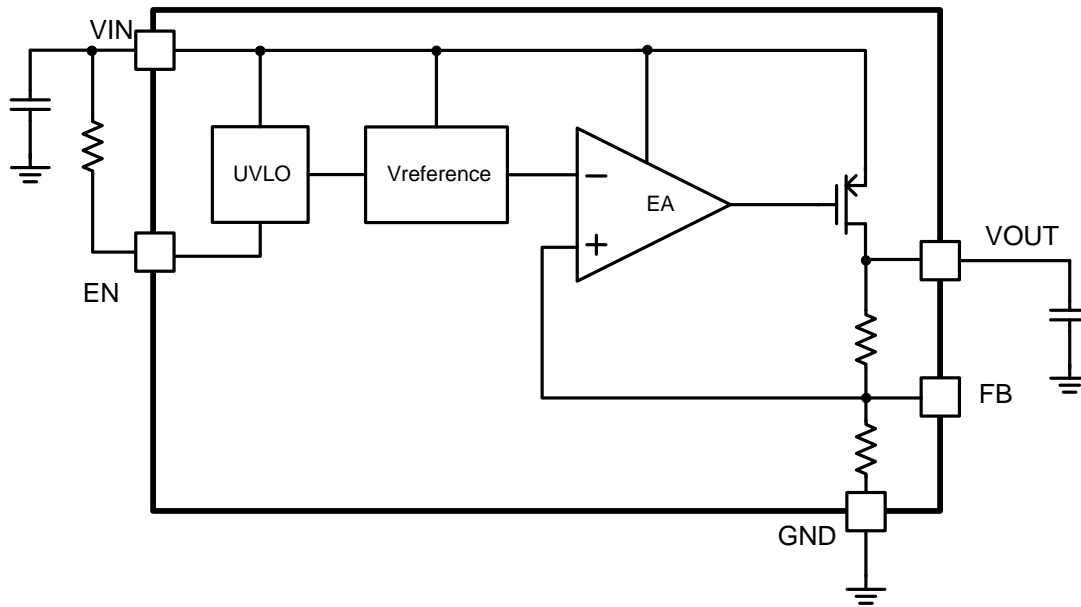 VIN
UVLO
Vreference
−
EA
+
EN
VOUT
FB
GND